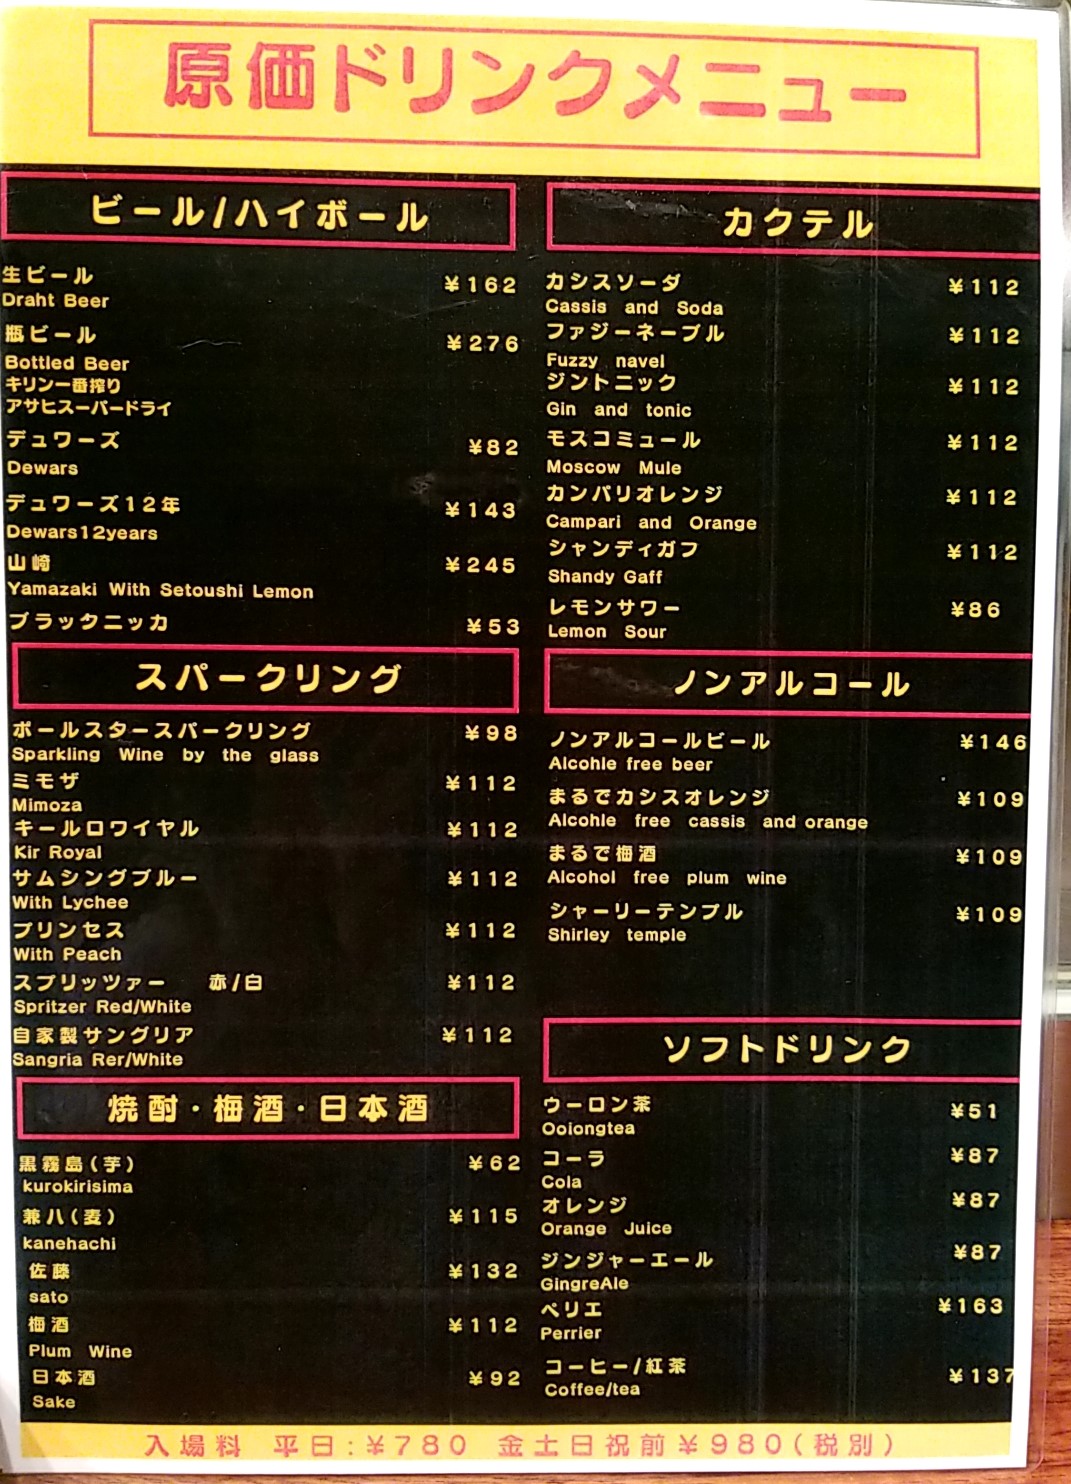 原価ドリンクメニュー
ビール/ハイボール
生ビール ¥162
Draht Beer
瓶ビール ¥276
Bottled Beer
キリン一番搾り
アサヒスーパードライ
デュワーズ ¥82
Dewars
デュワーズ12年 ¥143
Dewars12years
山崎 ¥245
Yamazaki With Setoushi Lemon
ブラックニッカ ¥53
スパークリング
ポールスタースパークリング ¥98
Sparkling Wine by the glass
ミモザ ¥112
Mimoza
キールロワイヤル ¥112
Kir Royal
サムシングブルー ¥112
With Lychee
プリンセス ¥112
With Peach
スプリッツァー 赤/白 ¥112
Spritzer Red/White
自家製サングリア ¥112
Sangria Rer/White
焼酎・梅酒・日本酒
黒霧島(芋) ¥62
kurokirisima
兼八(麦) ¥115
kanehachi
佐藤 ¥132
sato
梅酒 ¥112
Plum Wine
日本酒 ¥92
Sake
カクテル
カシスソーダ ¥112
Cassis and Soda
ファジーネーブル ¥112
Fuzzy navel
ジントニック ¥112
Gin and tonic
モスコミュール ¥112
Moscow Mule
カンパリオレンジ ¥112
Campari and Orange
シャンディガフ ¥112
Shandy Gaff
レモンサワー ¥86
Lemon Sour
ノンアルコール
ノンアルコールビール ¥146
Alcohle free beer
まるでカシスオレンジ ¥109
Alcohle free cassis and orange
まるで梅酒 ¥109
Alcohol free plum wine
シャーリーテンプル ¥109
Shirley temple
ソフトドリンク
ウーロン茶 ¥51
Ooiongtea
コーラ ¥87
Cola
オレンジ ¥87
Orange Juice
ジンジャーエール ¥87
GingreAle
ペリエ ¥163
Perrier
コーヒー/紅茶 ¥137
Coffee/tea
入場料 平日:¥780 金土日祝前¥980(税別)